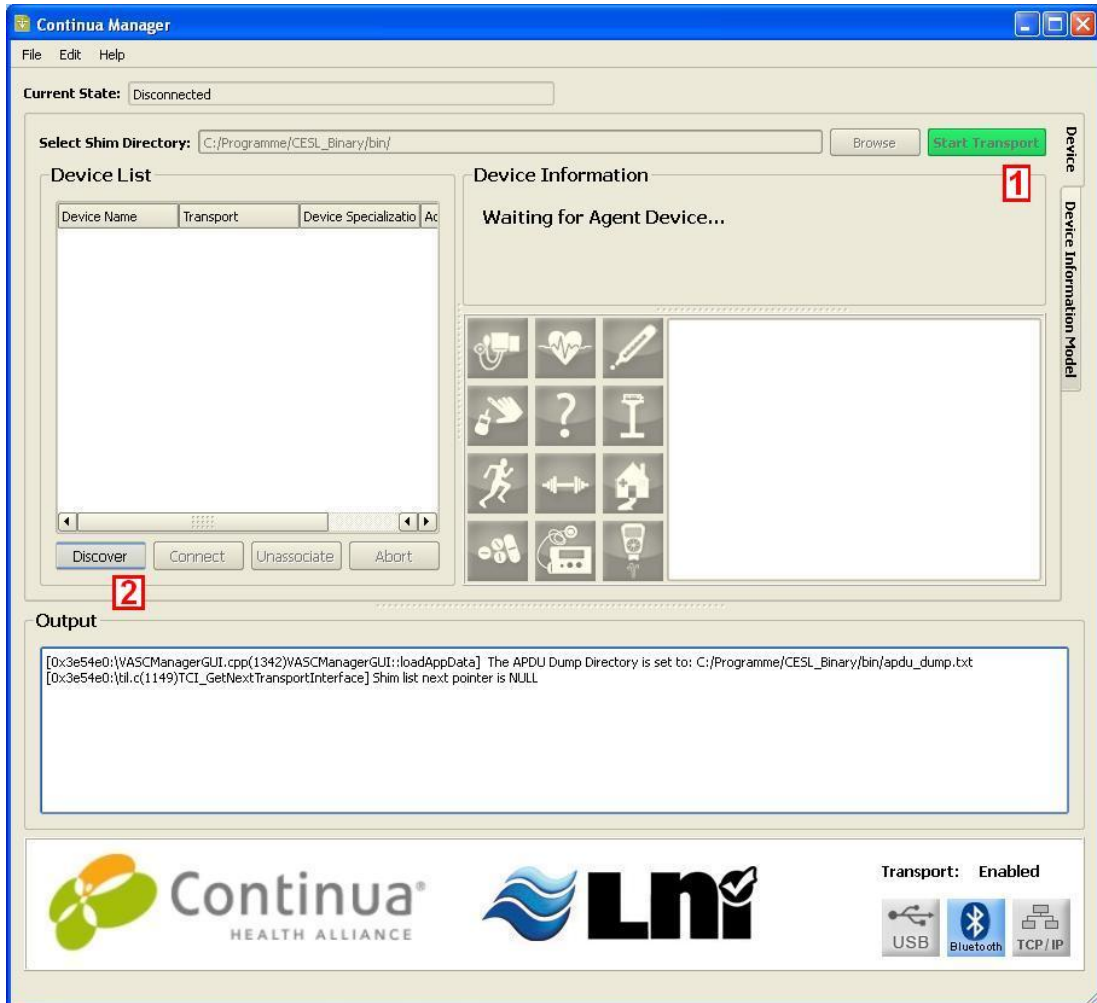 Continua Manager
File Edit Help
Current State: Disconnected
Select Shim Directory: C:/Programme/CESL_Binary/bin/ Browse Start Transport
1
Device
Device Information Model
Device List
Device Name Transport Device Specializatio Ac
Discover Connect Unassociate Abort
2
Device Information
Waiting for Agent Device...
?
Output
[0x3e54e0:\VASCManagerGUI.cpp(1342)VASCManagerGUI::loadAppData] The APDU Dump Directory is set to: C:/Programme/CESL_Binary/bin/apdu_dump.txt
[0x3e54e0:\til.c(1149)TCI_GetNextTransportInterface] Shim list next pointer is NULL
Continua®
HEALTH ALLIANCE
Lni
Transport: Enabled
USB Bluetooth TCP/IP